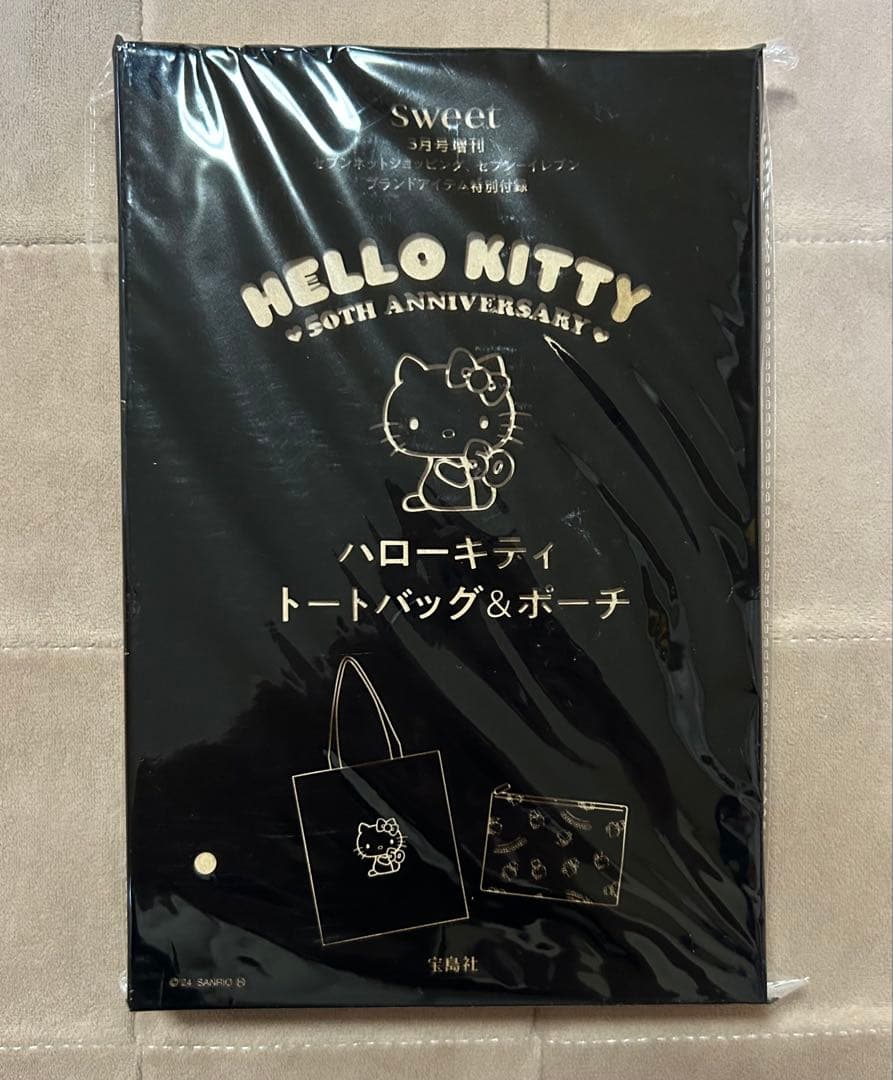 sweet
3月号増刊
セブンネットショッピング、セブン-イレブン
ブランドアイテム特別付録
HELLO KITTY
50TH ANNIVERSARY
50
ハローキティ
トートバッグ&ポーチ
50
宝島社
©'24 SANRIO Ⓗ